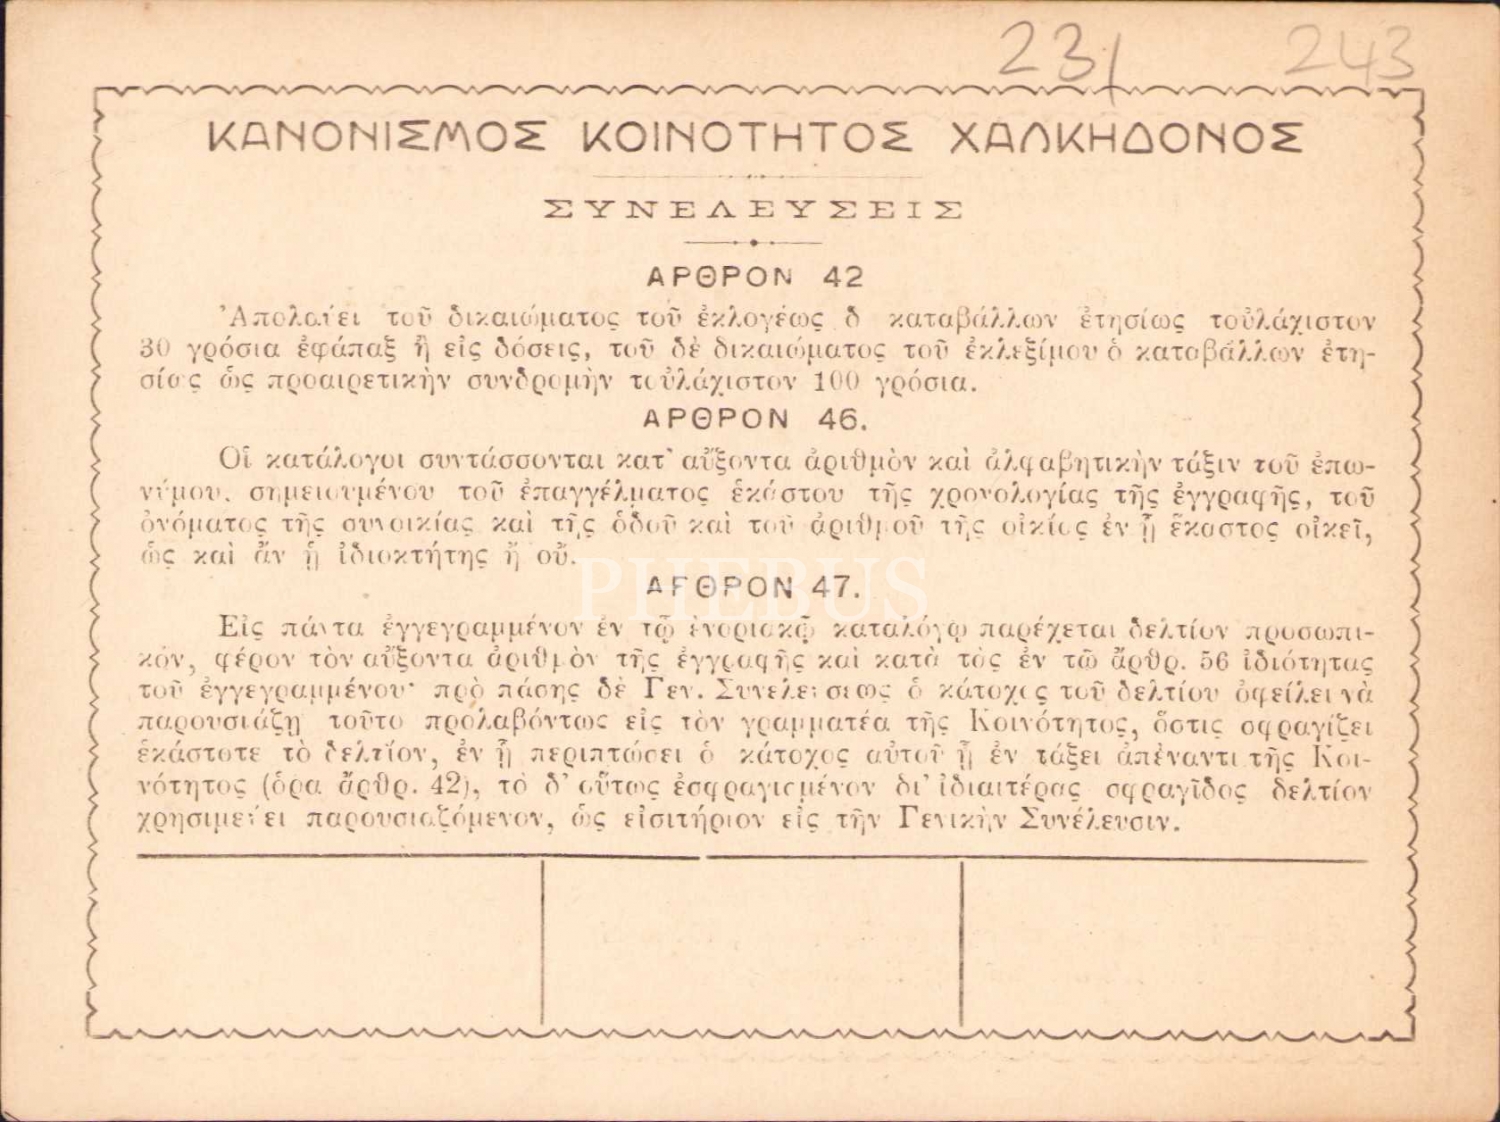 231 243
ΚΑΝΟΝΙΣΜΟΣ ΚΟΙΝΟΤΗΤΟΣ ΧΑΛΚΗΔΟΝΟΣ
ΣΥΝΕΛΕΥΣΕΙΣ
ΑΡΘΡΟΝ 42
Ἀπολαύει τοῦ δικαιώματος τοῦ ἐκλογέως ὁ καταβάλλων ἐτησίως τοὐλάχιστον
30 γρόσια ἐφάπαξ ἢ εἰς δόσεις, τοῦ δὲ δικαιώματος τοῦ ἐκλεξίμου ὁ καταβάλλων ἐτη-
σίως ὡς προαιρετικὴν συνδρομὴν τοὐλάχιστον 100 γρόσια.
ΑΡΘΡΟΝ 46.
Οἱ κατάλογοι συντάσσονται κατ' αὔξοντα ἀριθμὸν καὶ ἀλφαβητικὴν τάξιν τοῦ ἐπω-
νύμου, σημειουμένου τοῦ ἐπαγγέλματος ἑκάστου τῆς χρονολογίας τῆς ἐγγραφῆς, τοῦ
ὀνόματος τῆς συνοικίας καὶ τῆς ὁδοῦ καὶ τοῦ ἀριθμοῦ τῆς οἰκίας ἐν ᾗ ἕκαστος οἰκεῖ,
ὡς καὶ ἂν ᾖ ἰδιοκτήτης ἢ οὔ.
ΑΡΘΡΟΝ 47.
Εἰς πάντα ἐγγεγραμμένον ἐν τῷ ἐνοριακῷ καταλόγῳ παρέχεται δελτίον προσωπι-
κόν, φέρον τὸν αὔξοντα ἀριθμὸν τῆς ἐγγραφῆς καὶ κατὰ τὰς ἐν τῶ ἄρθρ. 56 ἰδιότητας
τοῦ ἐγγεγραμμένου· πρὸ πάσης δὲ Γεν. Συνελεύσεως ὁ κάτοχος τοῦ δελτίου ὀφείλει νὰ
παρουσιάζῃ τοῦτο προλαβόντως εἰς τὸν γραμματέα τῆς Κοινότητος, ὅστις σφραγίζει
ἑκάστοτε τὸ δελτίον, ἐν ᾗ περιπτώσει ὁ κάτοχος αὐτοῦ ᾖ ἐν τάξει ἀπέναντι τῆς Κοι-
νότητος (ὅρα ἄρθρ. 42), τὸ δ' οὕτως ἐσφραγισμένον δι' ἰδιαιτέρας σφραγῖδος δελτίον
χρησιμεύει παρουσιαζόμενον, ὡς εἰσιτήριον εἰς τῆν Γενικὴν Συνέλευσιν.
PHEBUS